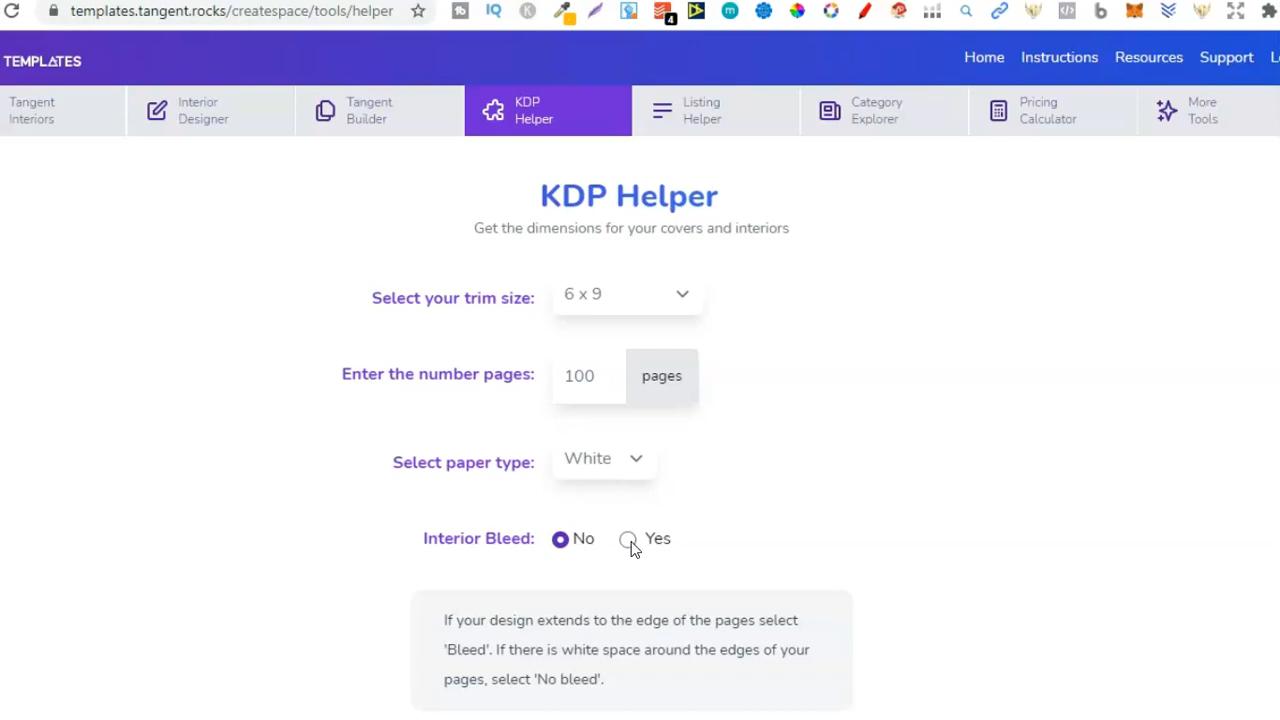 templates.tangent.rocks/createspace/tools/helper
IQ
K
4
m
b
TEMPLATES
Home Instructions Resources Support
Tangent Interiors
Interior Designer
Tangent Builder
KDP Helper
Listing Helper
Category Explorer
Pricing Calculator
More Tools
KDP Helper
Get the dimensions for your covers and interiors
Select your trim size: 6 x 9
Enter the number pages: 100 pages
Select paper type: White
Interior Bleed: No Yes
If your design extends to the edge of the pages select
'Bleed'. If there is white space around the edges of your
pages, select 'No bleed'.